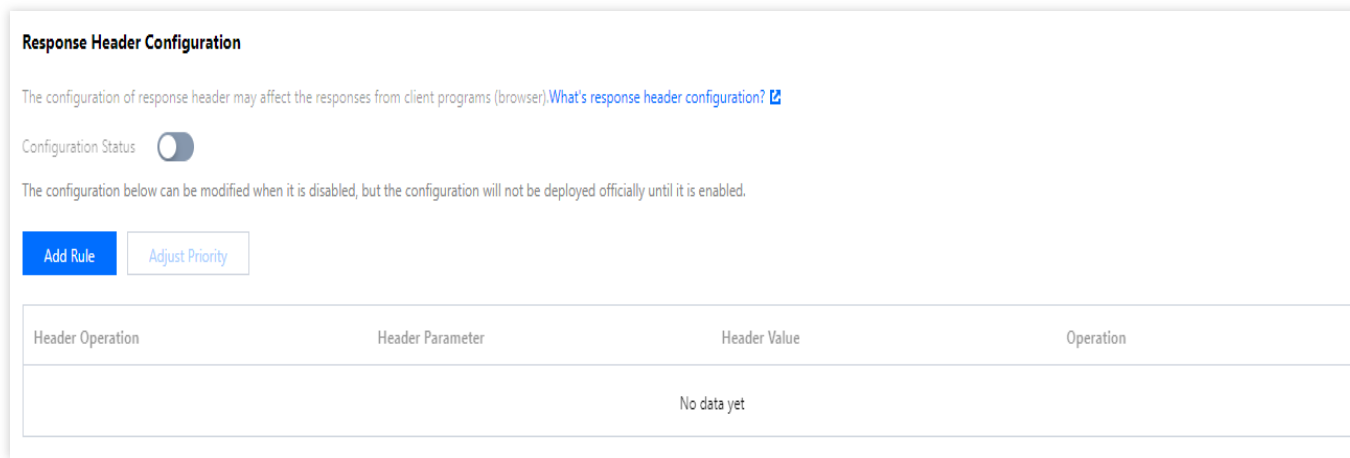 Response Header Configuration
The configuration of response header may affect the responses from client programs (browser).What's response header configuration?
Configuration Status
The configuration below can be modified when it is disabled, but the configuration will not be deployed officially until it is enabled.
Add Rule Adjust Priority
Header Operation Header Parameter Header Value Operation
No data yet